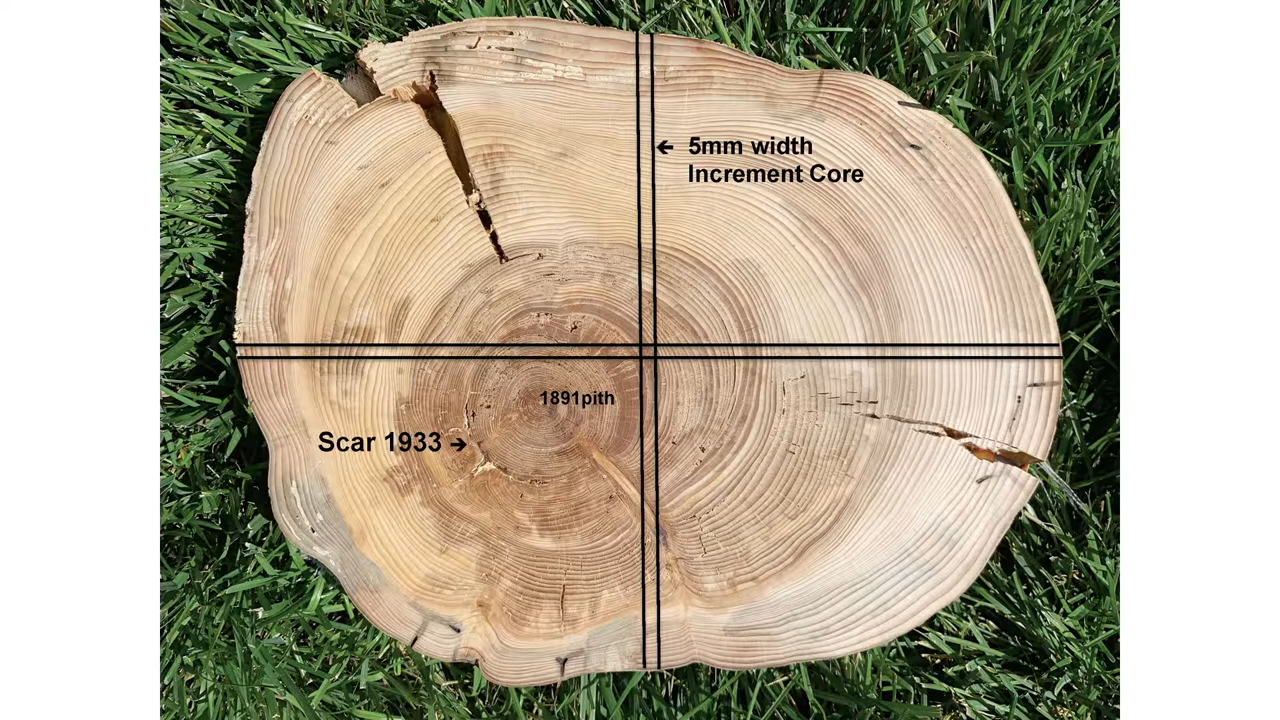 ← 5mm width
Increment Core
1891pith
Scar 1933 →